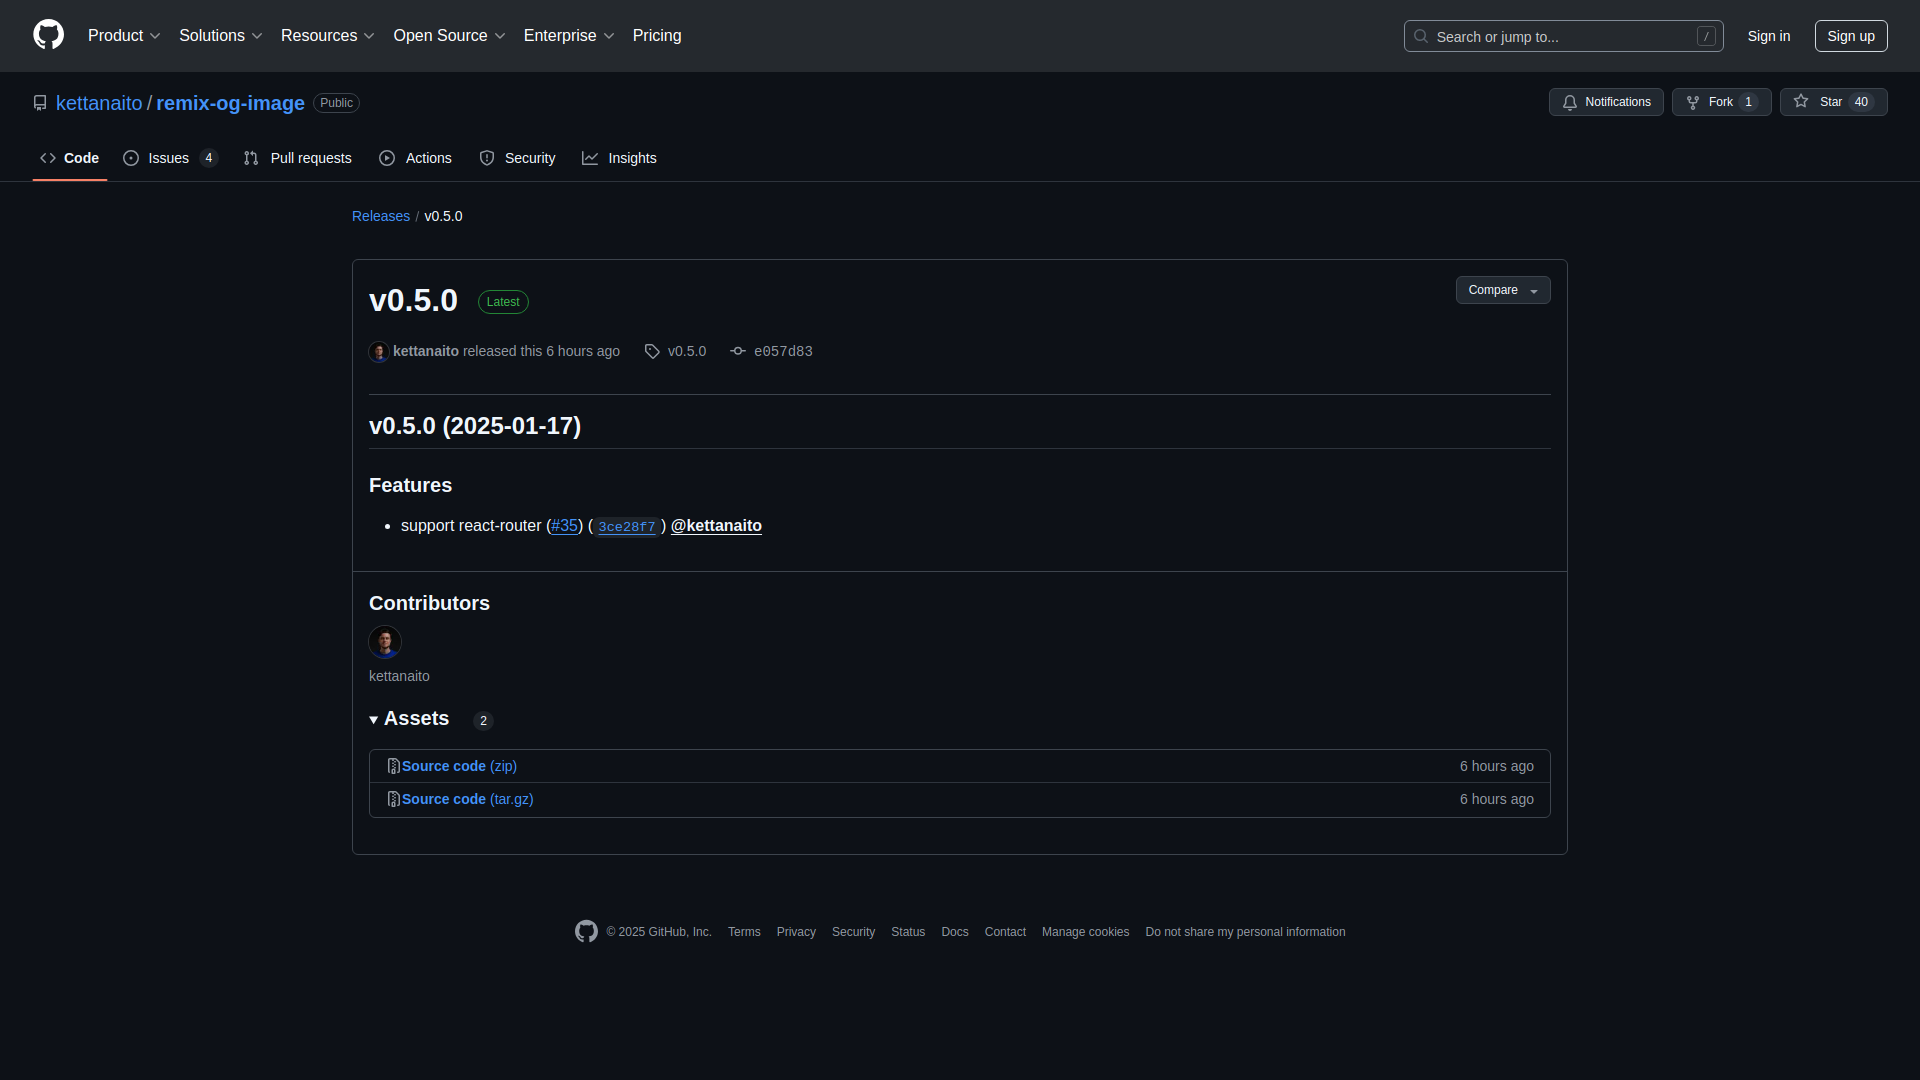 Product Solutions Resources Open Source Enterprise Pricing Search or jump to... / Sign in Sign up
kettanaito / remix-og-image Public Notifications Fork 1 Star 40
Code Issues 4 Pull requests Actions Security Insights
Releases / v0.5.0
v0.5.0 Latest Compare
kettanaito released this 6 hours ago v0.5.0 e057d83
v0.5.0 (2025-01-17)
Features
• support react-router (#35) (3ce28f7) @kettanaito
Contributors
kettanaito
Assets 2
Source code (zip) 6 hours ago
Source code (tar.gz) 6 hours ago
© 2025 GitHub, Inc. Terms Privacy Security Status Docs Contact Manage cookies Do not share my personal information